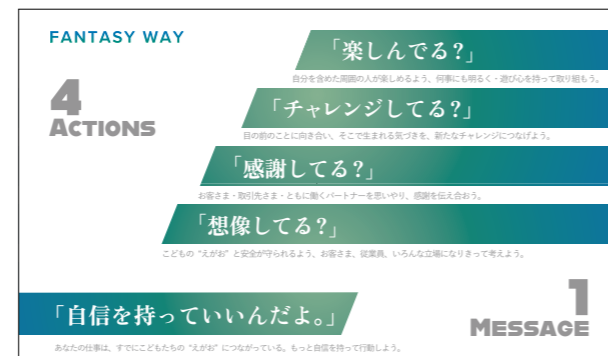 FANTASY WAY
4
ACTIONS
「楽しんでる?」
自分を含めた周囲の人が楽しめるよう、何事にも明るく・遊び心を持って取り組もう。
「チャレンジしてる?」
目の前のことに向き合い、そこで生まれる気づきを、新たなチャレンジにつなげよう。
「感謝してる?」
お客さま・取引先さま・ともに働くパートナーを思いやり、感謝を伝え合おう。
「想像してる?」
こどもの“えがお”と安全が守られるよう、お客さま、従業員、いろんな立場になりきって考えよう。
1
MESSAGE
「自信を持っていいんだよ。」
あなたの仕事は、すでにこどもたちの“えがお”につながっている。もっと自信を持って行動しよう。